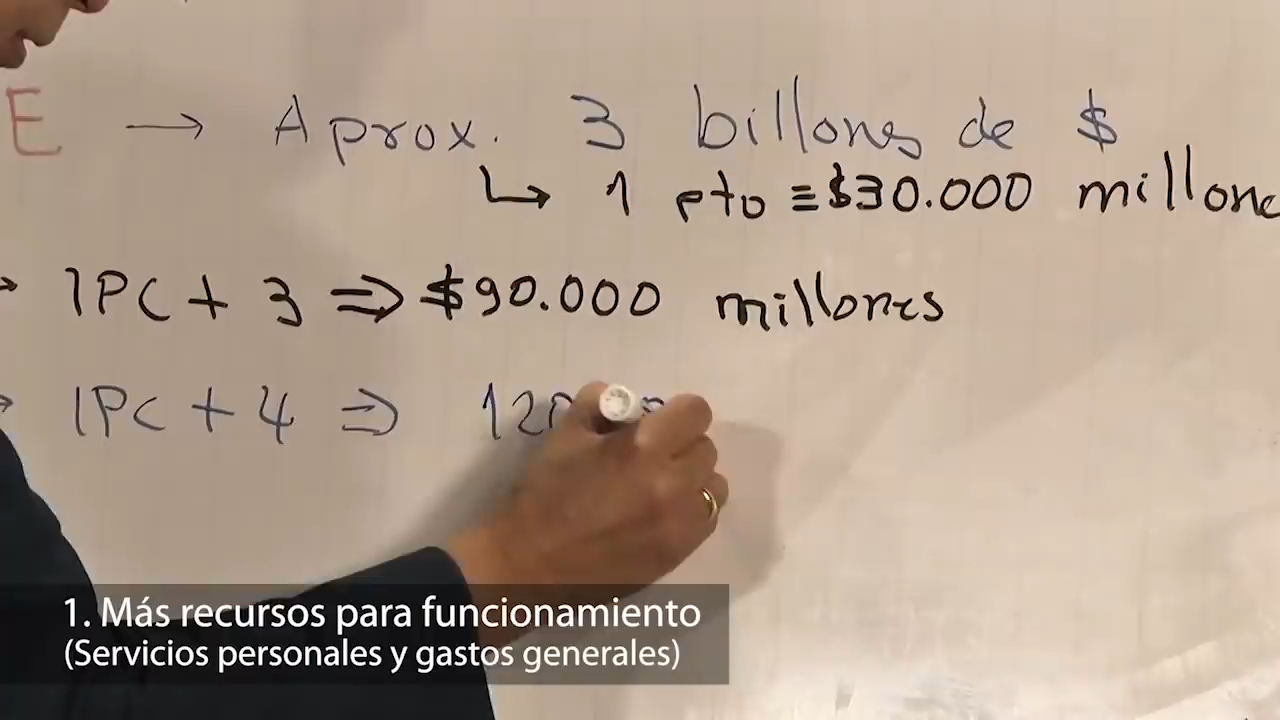 E → Aprox. 3 billones de $
↳ 1 pto ≡ $30.000 millone
→ IPC + 3 ⇒ $90.000 millones
→ IPC + 4 ⇒ 120
1. Más recursos para funcionamiento
(Servicios personales y gastos generales)